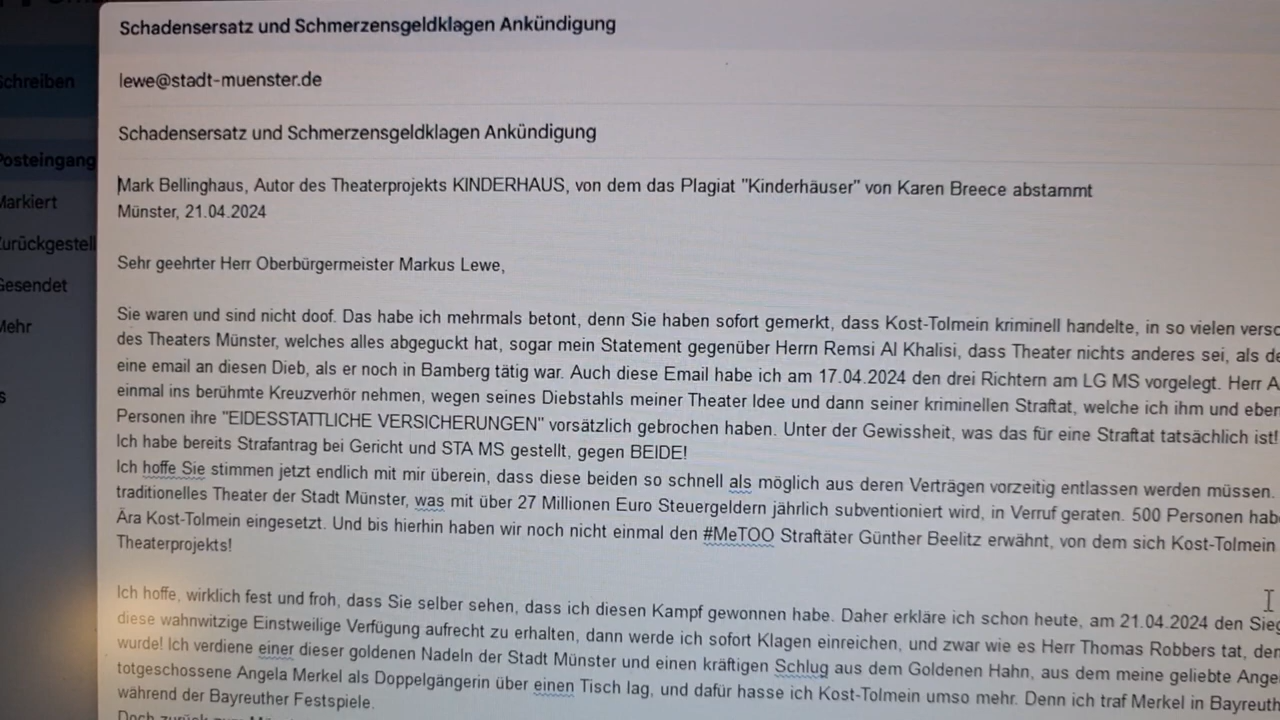 Schadensersatz und Schmerzensgeldklagen Ankündigung
lewe@stadt-muenster.de
Schreiben
Schadensersatz und Schmerzensgeldklagen Ankündigung
Posteingang
Mark Bellinghaus, Autor des Theaterprojekts KINDERHAUS, von dem das Plagiat "Kinderhäuser" von Karen Breece abstammt
Markiert
Münster, 21.04.2024
Zurückgestell
Sehr geehrter Herr Oberbürgermeister Markus Lewe,
Gesendet
Mehr
Sie waren und sind nicht doof. Das habe ich mehrmals betont, denn Sie haben sofort gemerkt, dass Kost-Tolmein kriminell handelte, in so vielen versc
des Theaters Münster, welches alles abgeguckt hat, sogar mein Statement gegenüber Herrn Remsi Al Khalisi, dass Theater nichts anderes sei, als de
eine email an diesen Dieb, als er noch in Bamberg tätig war. Auch diese Email habe ich am 17.04.2024 den drei Richtern am LG MS vorgelegt. Herr A
einmal ins berühmte Kreuzverhör nehmen, wegen seines Diebstahls meiner Theater Idee und dann seiner kriminellen Straftat, welche ich ihm und eben
Personen ihre "EIDESSTATTLICHE VERSICHERUNGEN" vorsätzlich gebrochen haben. Unter der Gewissheit, was das für eine Straftat tatsächlich ist!
Ich habe bereits Strafantrag bei Gericht und STA MS gestellt, gegen BEIDE!
Ich hoffe Sie stimmen jetzt endlich mit mir überein, dass diese beiden so schnell als möglich aus deren Verträgen vorzeitig entlassen werden müssen.
traditionelles Theater der Stadt Münster, was mit über 27 Millionen Euro Steuergeldern jährlich subventioniert wird, in Verruf geraten. 500 Personen habe
Ära Kost-Tolmein eingesetzt. Und bis hierhin haben wir noch nicht einmal den #MeTOO Straftäter Günther Beelitz erwähnt, von dem sich Kost-Tolmein
Theaterprojekts!
Ich hoffe, wirklich fest und froh, dass Sie selber sehen, dass ich diesen Kampf gewonnen habe. Daher erkläre ich schon heute, am 21.04.2024 den Sieg
diese wahnwitzige Einstweilige Verfügung aufrecht zu erhalten, dann werde ich sofort Klagen einreichen, und zwar wie es Herr Thomas Robbers tat, der
wurde! Ich verdiene einer dieser goldenen Nadeln der Stadt Münster und einen kräftigen Schlug aus dem Goldenen Hahn, aus dem meine geliebte Ange
totgeschossene Angela Merkel als Doppelgängerin über einen Tisch lag, und dafür hasse ich Kost-Tolmein umso mehr. Denn ich traf Merkel in Bayreuth
während der Bayreuther Festspiele.